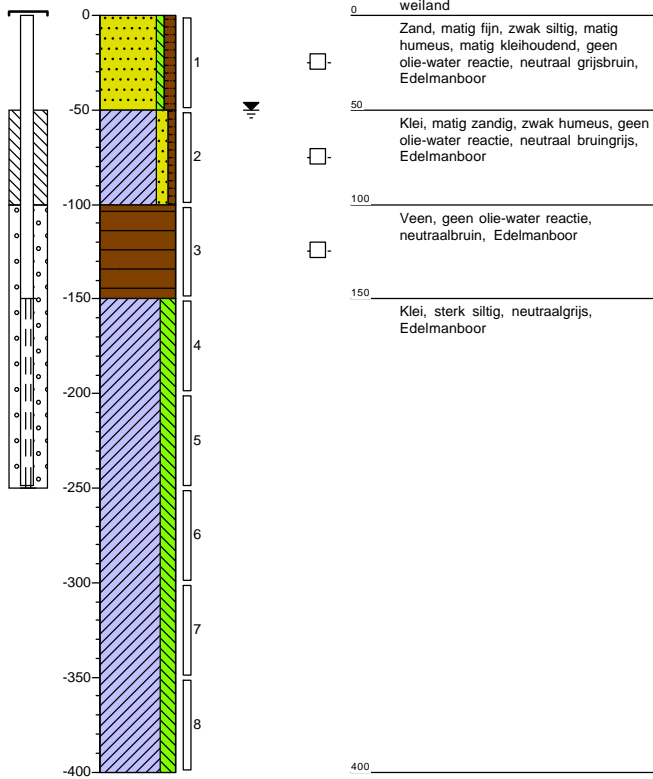 weiland
0
0
Zand, matig fijn, zwak siltig, matig
humeus, matig kleihoudend, geen
olie-water reactie, neutraal grijsbruin,
Edelmanboor
1
-50
50
Klei, matig zandig, zwak humeus, geen
olie-water reactie, neutraal bruingrijs,
Edelmanboor
2
-100
100
Veen, geen olie-water reactie,
neutraalbruin, Edelmanboor
3
-150
150
Klei, sterk siltig, neutraalgrijs,
Edelmanboor
4
-200
5
-250
6
-300
7
-350
8
-400
400